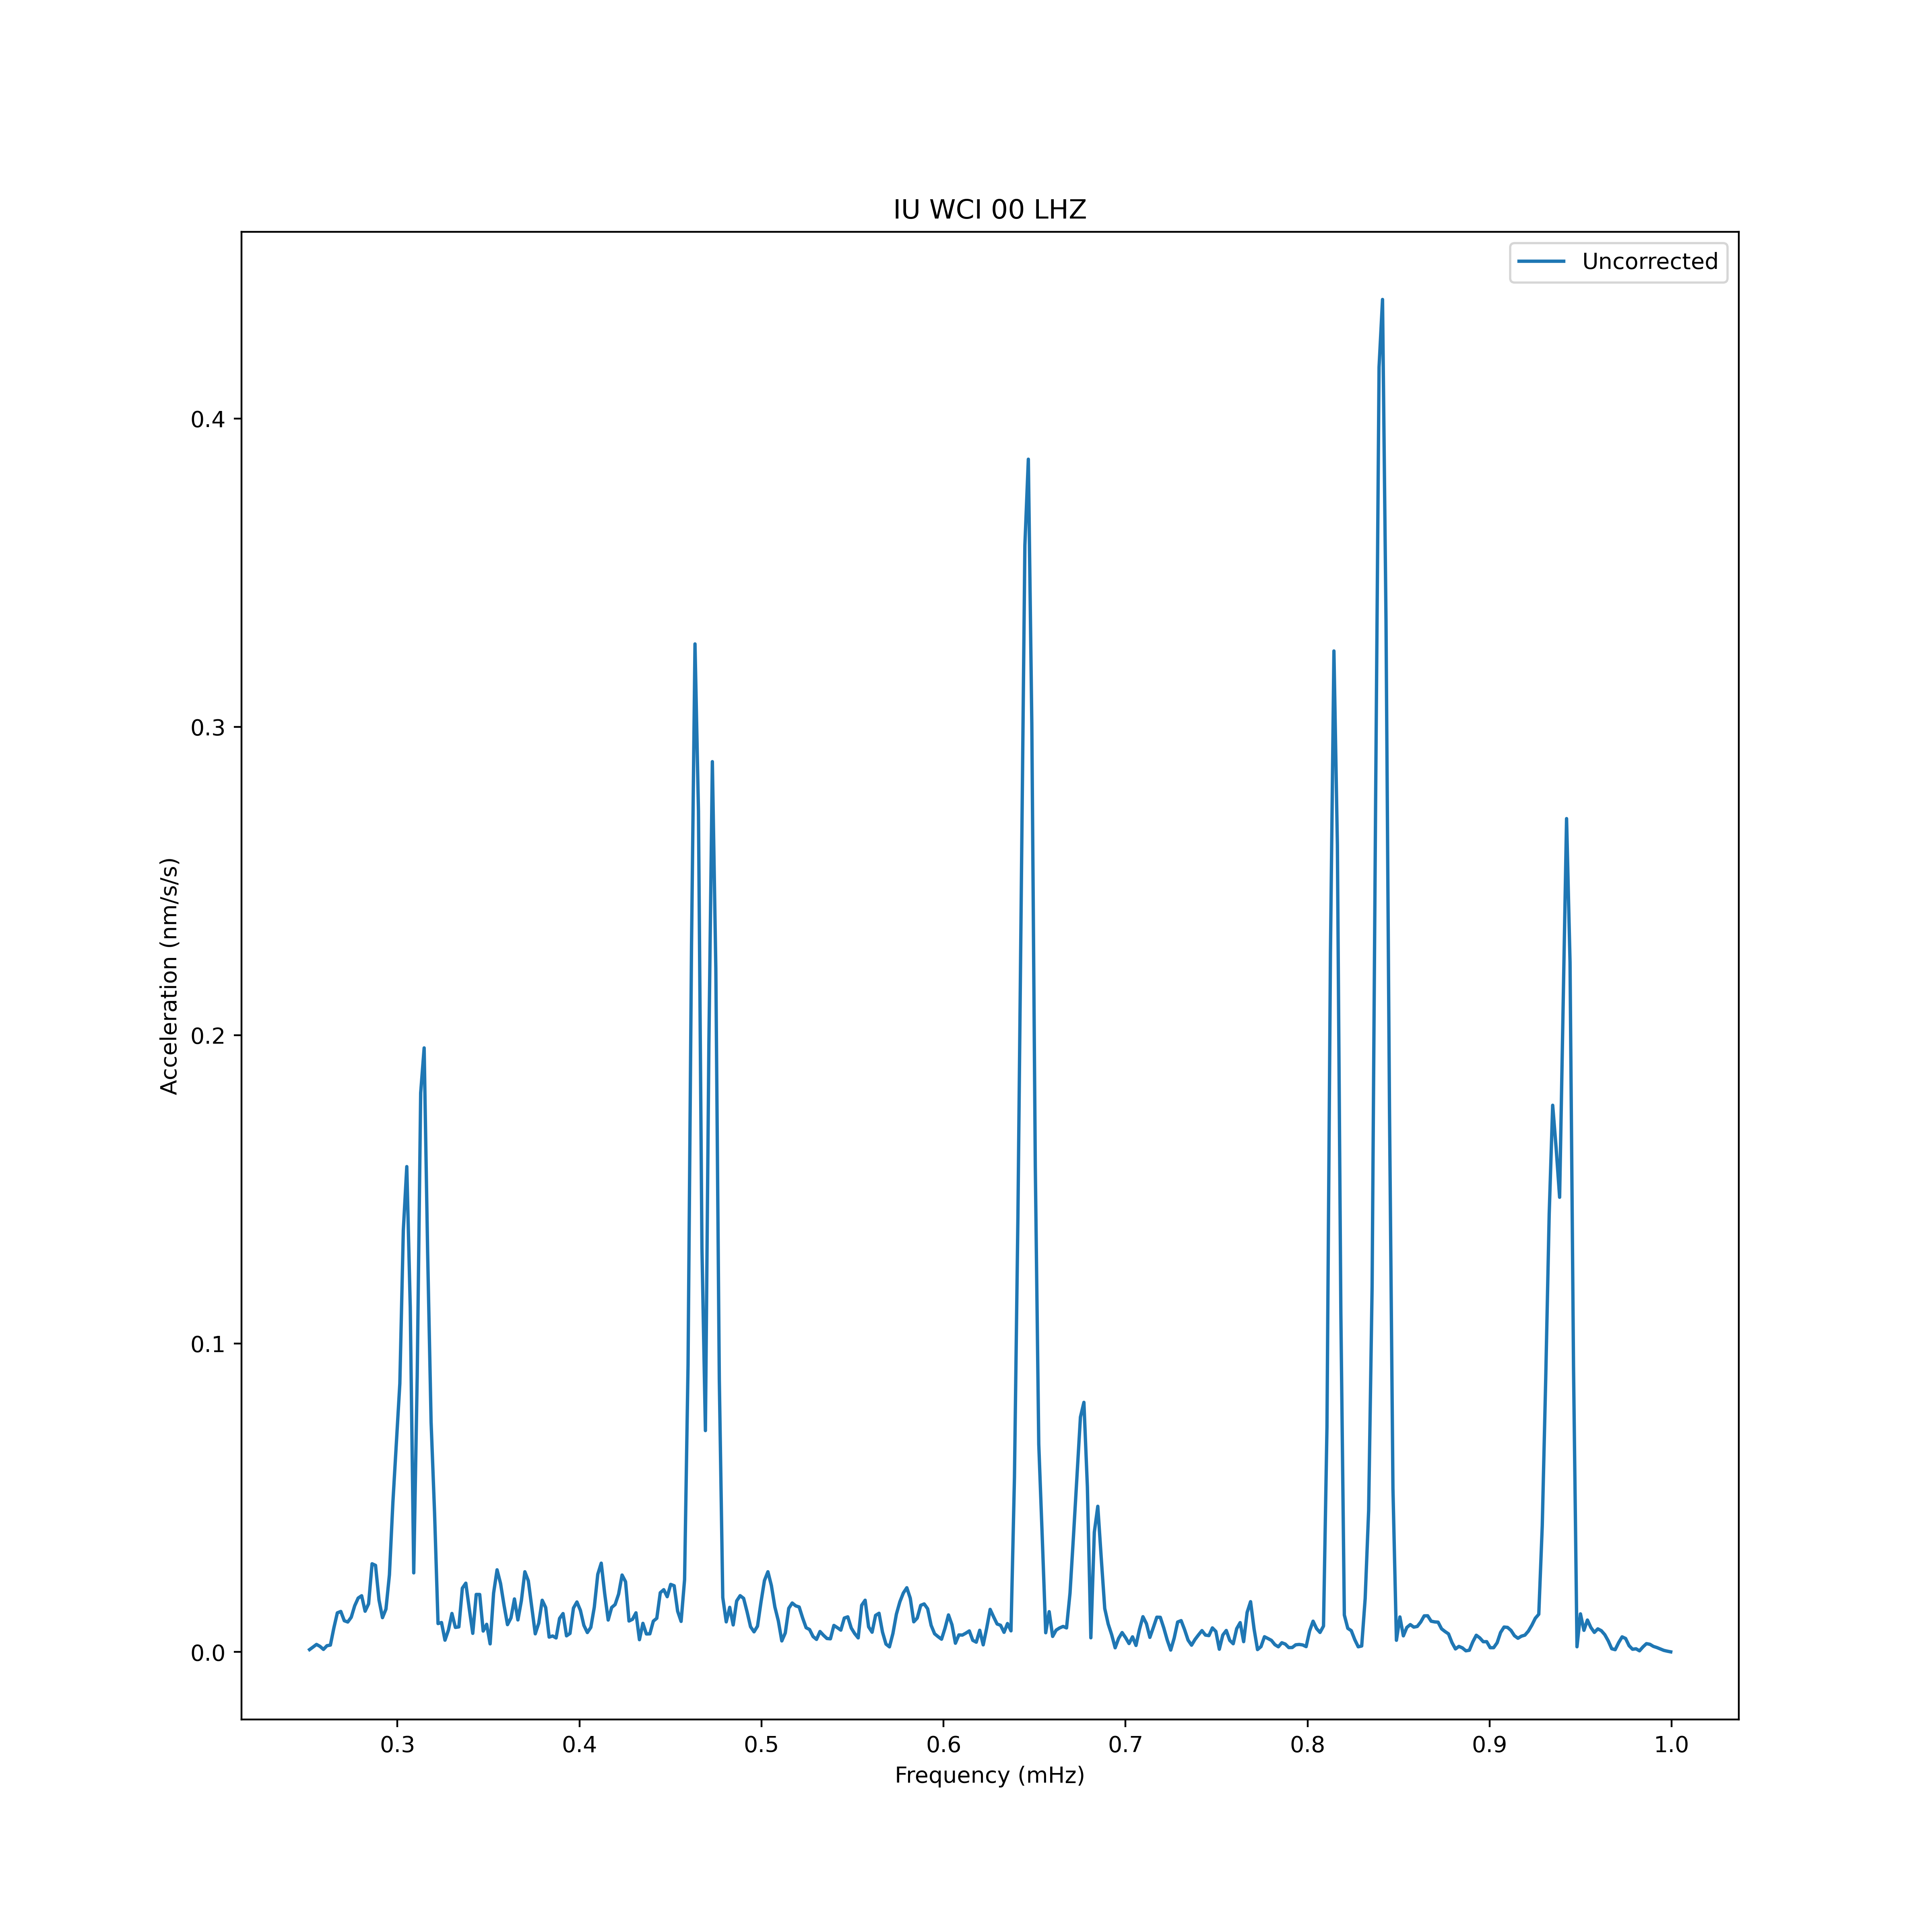 IU WCI 00 LHZ
Uncorrected
0.4
0.3
0.2
0.1
0.0
Acceleration (nm/s/s)
0.3 0.4 0.5 0.6 0.7 0.8 0.9 1.0
Frequency (mHz)